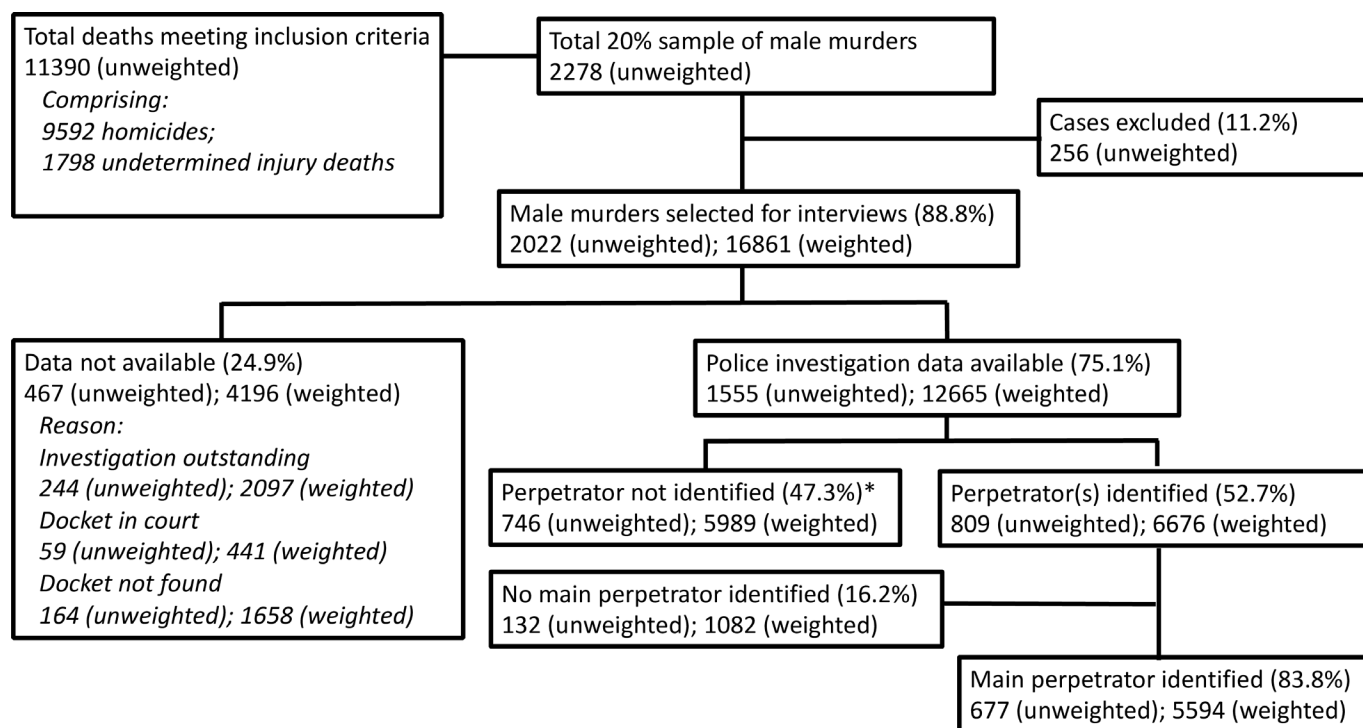 Total deaths meeting inclusion criteria
11390 (unweighted)
Comprising:
9592 homicides;
1798 undetermined injury deaths
Total 20% sample of male murders
2278 (unweighted)
Cases excluded (11.2%)
256 (unweighted)
Male murders selected for interviews (88.8%)
2022 (unweighted); 16861 (weighted)
Data not available (24.9%)
467 (unweighted); 4196 (weighted)
Reason:
Investigation outstanding
244 (unweighted); 2097 (weighted)
Docket in court
59 (unweighted); 441 (weighted)
Docket not found
164 (unweighted); 1658 (weighted)
Police investigation data available (75.1%)
1555 (unweighted); 12665 (weighted)
Perpetrator not identified (47.3%)*
746 (unweighted); 5989 (weighted)
Perpetrator(s) identified (52.7%)
809 (unweighted); 6676 (weighted)
No main perpetrator identified (16.2%)
132 (unweighted); 1082 (weighted)
Main perpetrator identified (83.8%)
677 (unweighted); 5594 (weighted)